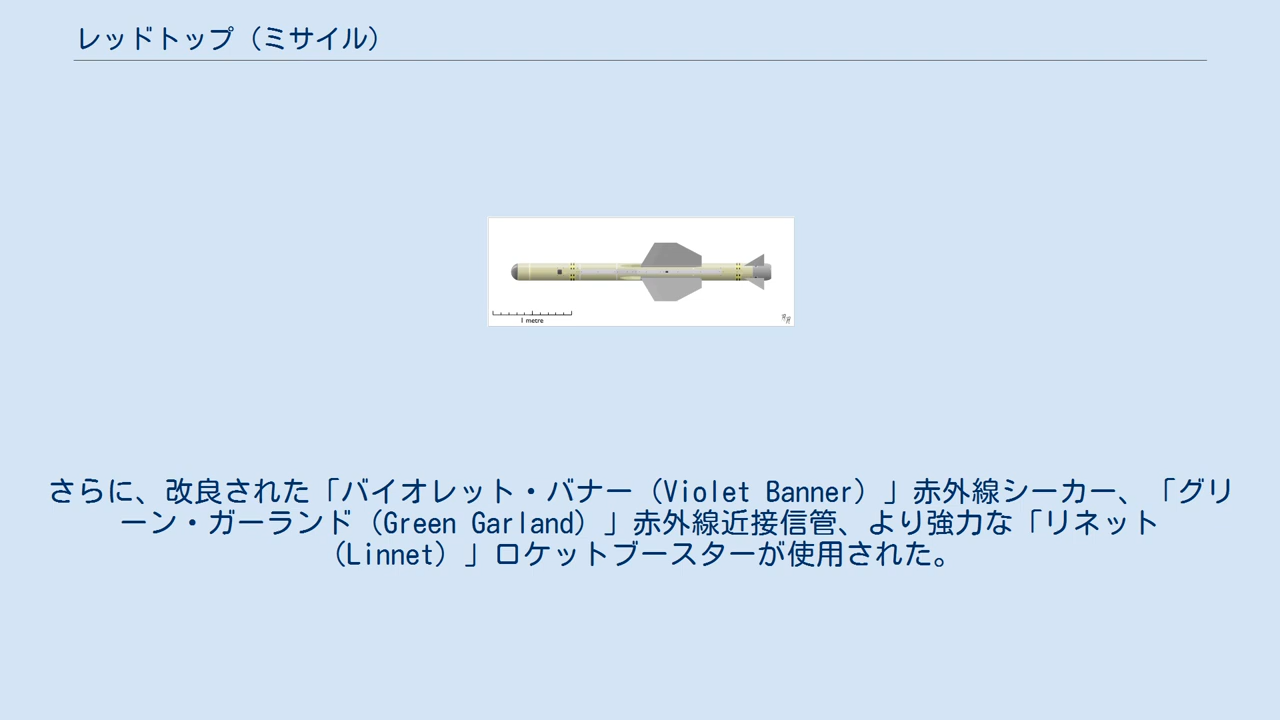 レッドトップ（ミサイル）
1 metre
さらに、改良された「バイオレット・バナー（Violet Banner）」赤外線シーカー、「グリ
ーン・ガーランド（Green Garland）」赤外線近接信管、より強力な「リネット
（Linnet）」ロケットブースターが使用された。